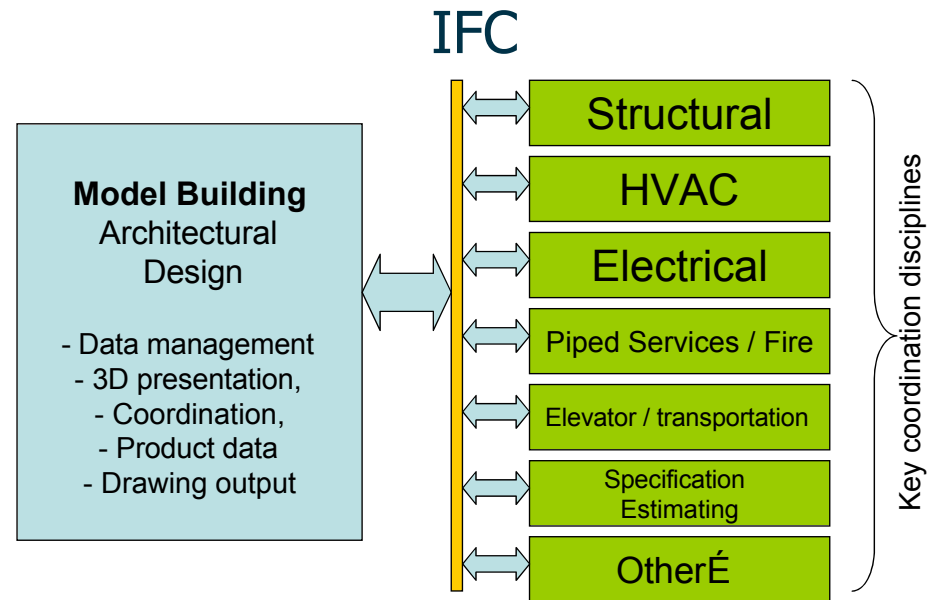 IFC
Model Building
Architectural
Design
- Data management
- 3D presentation,
- Coordination,
- Product data
- Drawing output
Structural
HVAC
Electrical
Piped Services / Fire
Elevator / transportation
Specification
Estimating
OtherÉ
Key coordination disciplines